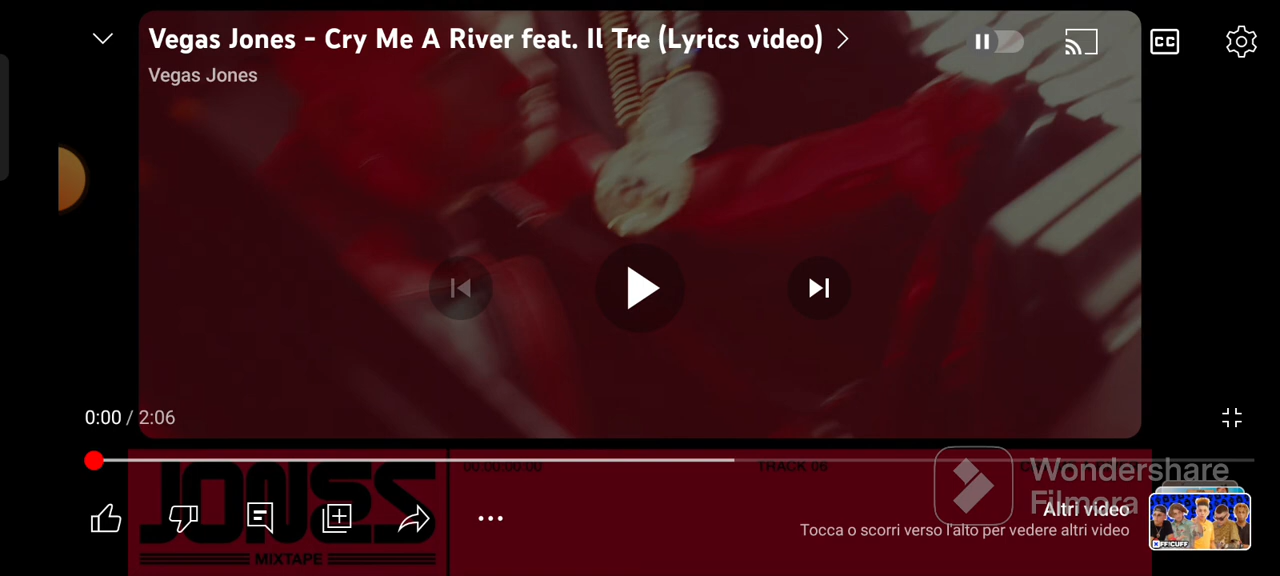 Vegas Jones - Cry Me A River feat. Il Tre (Lyrics video)
Vegas Jones
CC
0:00 / 2:06
00:00:00:00
TRACK 06
JONES
MIXTAPE
Wondershare
Filmora
Altri video
Tocca o scorri verso l'alto per vedere altri video